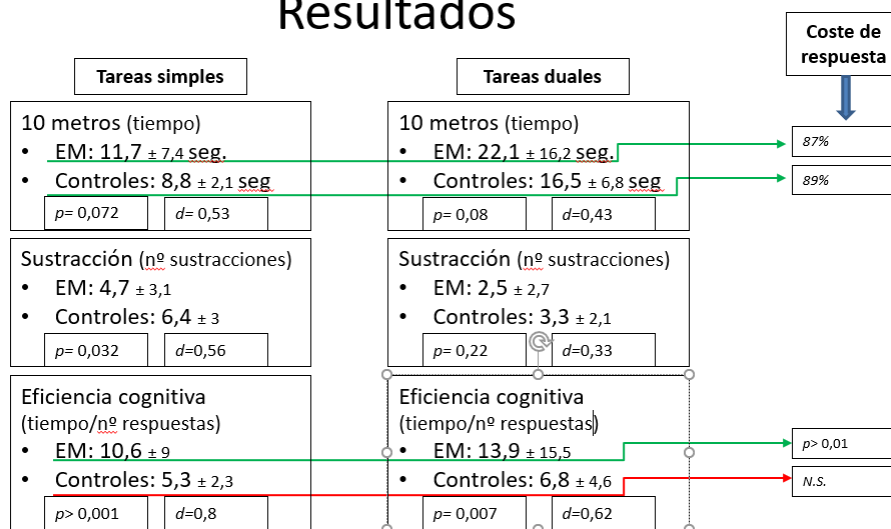 Resultados
Tareas simples
10 metros (tiempo)
• EM: 11,7 ± 7,4 seg.
• Controles: 8,8 ± 2,1 seg
p= 0,072
d= 0,53
Sustracción (nº sustracciones)
• EM: 4,7 ± 3,1
• Controles: 6,4 ± 3
p= 0,032
d=0,56
Eficiencia cognitiva
(tiempo/nº respuestas)
• EM: 10,6 ± 9
• Controles: 5,3 ± 2,3
p> 0,001
d=0,8
Tareas duales
10 metros (tiempo)
• EM: 22,1 ± 16,2 seg.
• Controles: 16,5 ± 6,8 seg
p= 0,08
d=0,43
Sustracción (nº sustracciones)
• EM: 2,5 ± 2,7
• Controles: 3,3 ± 2,1
p= 0,22
d=0,33
Eficiencia cognitiva
(tiempo/nº respuestas)
• EM: 13,9 ± 15,5
• Controles: 6,8 ± 4,6
p= 0,007
d=0,62
Coste de
respuesta
87%
89%
p> 0,01
N.S.